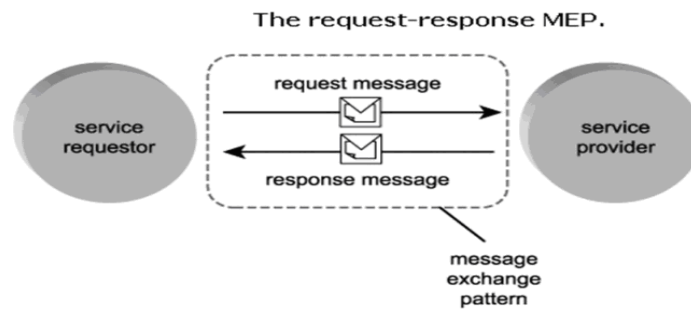 The request-response MEP.
request message
service
requestor
service
provider
response message
message
exchange
pattern